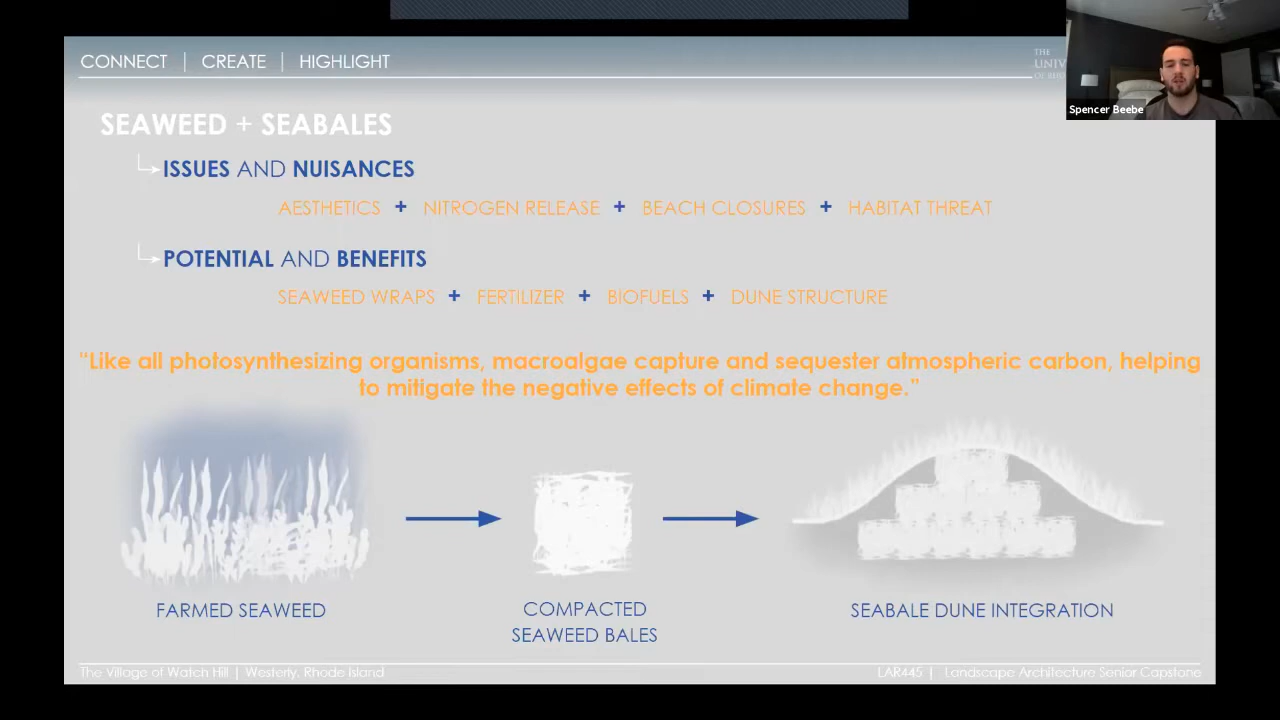 CONNECT | CREATE | HIGHLIGHT
THE
UNIV
Spencer Beebe
SEAWEED + SEABALES
ISSUES AND NUISANCES
AESTHETICS + NITROGEN RELEASE + BEACH CLOSURES + HABITAT THREAT
POTENTIAL AND BENEFITS
SEAWEED WRAPS + FERTILIZER + BIOFUELS + DUNE STRUCTURE
“Like all photosynthesizing organisms, macroalgae capture and sequester atmospheric carbon, helping
to mitigate the negative effects of climate change.”
FARMED SEAWEED
COMPACTED
SEAWEED BALES
SEABALE DUNE INTEGRATION
The Village of Watch Hill | Westerly, Rhode Island
LAR445 | Landscape Architecture Senior Capstone